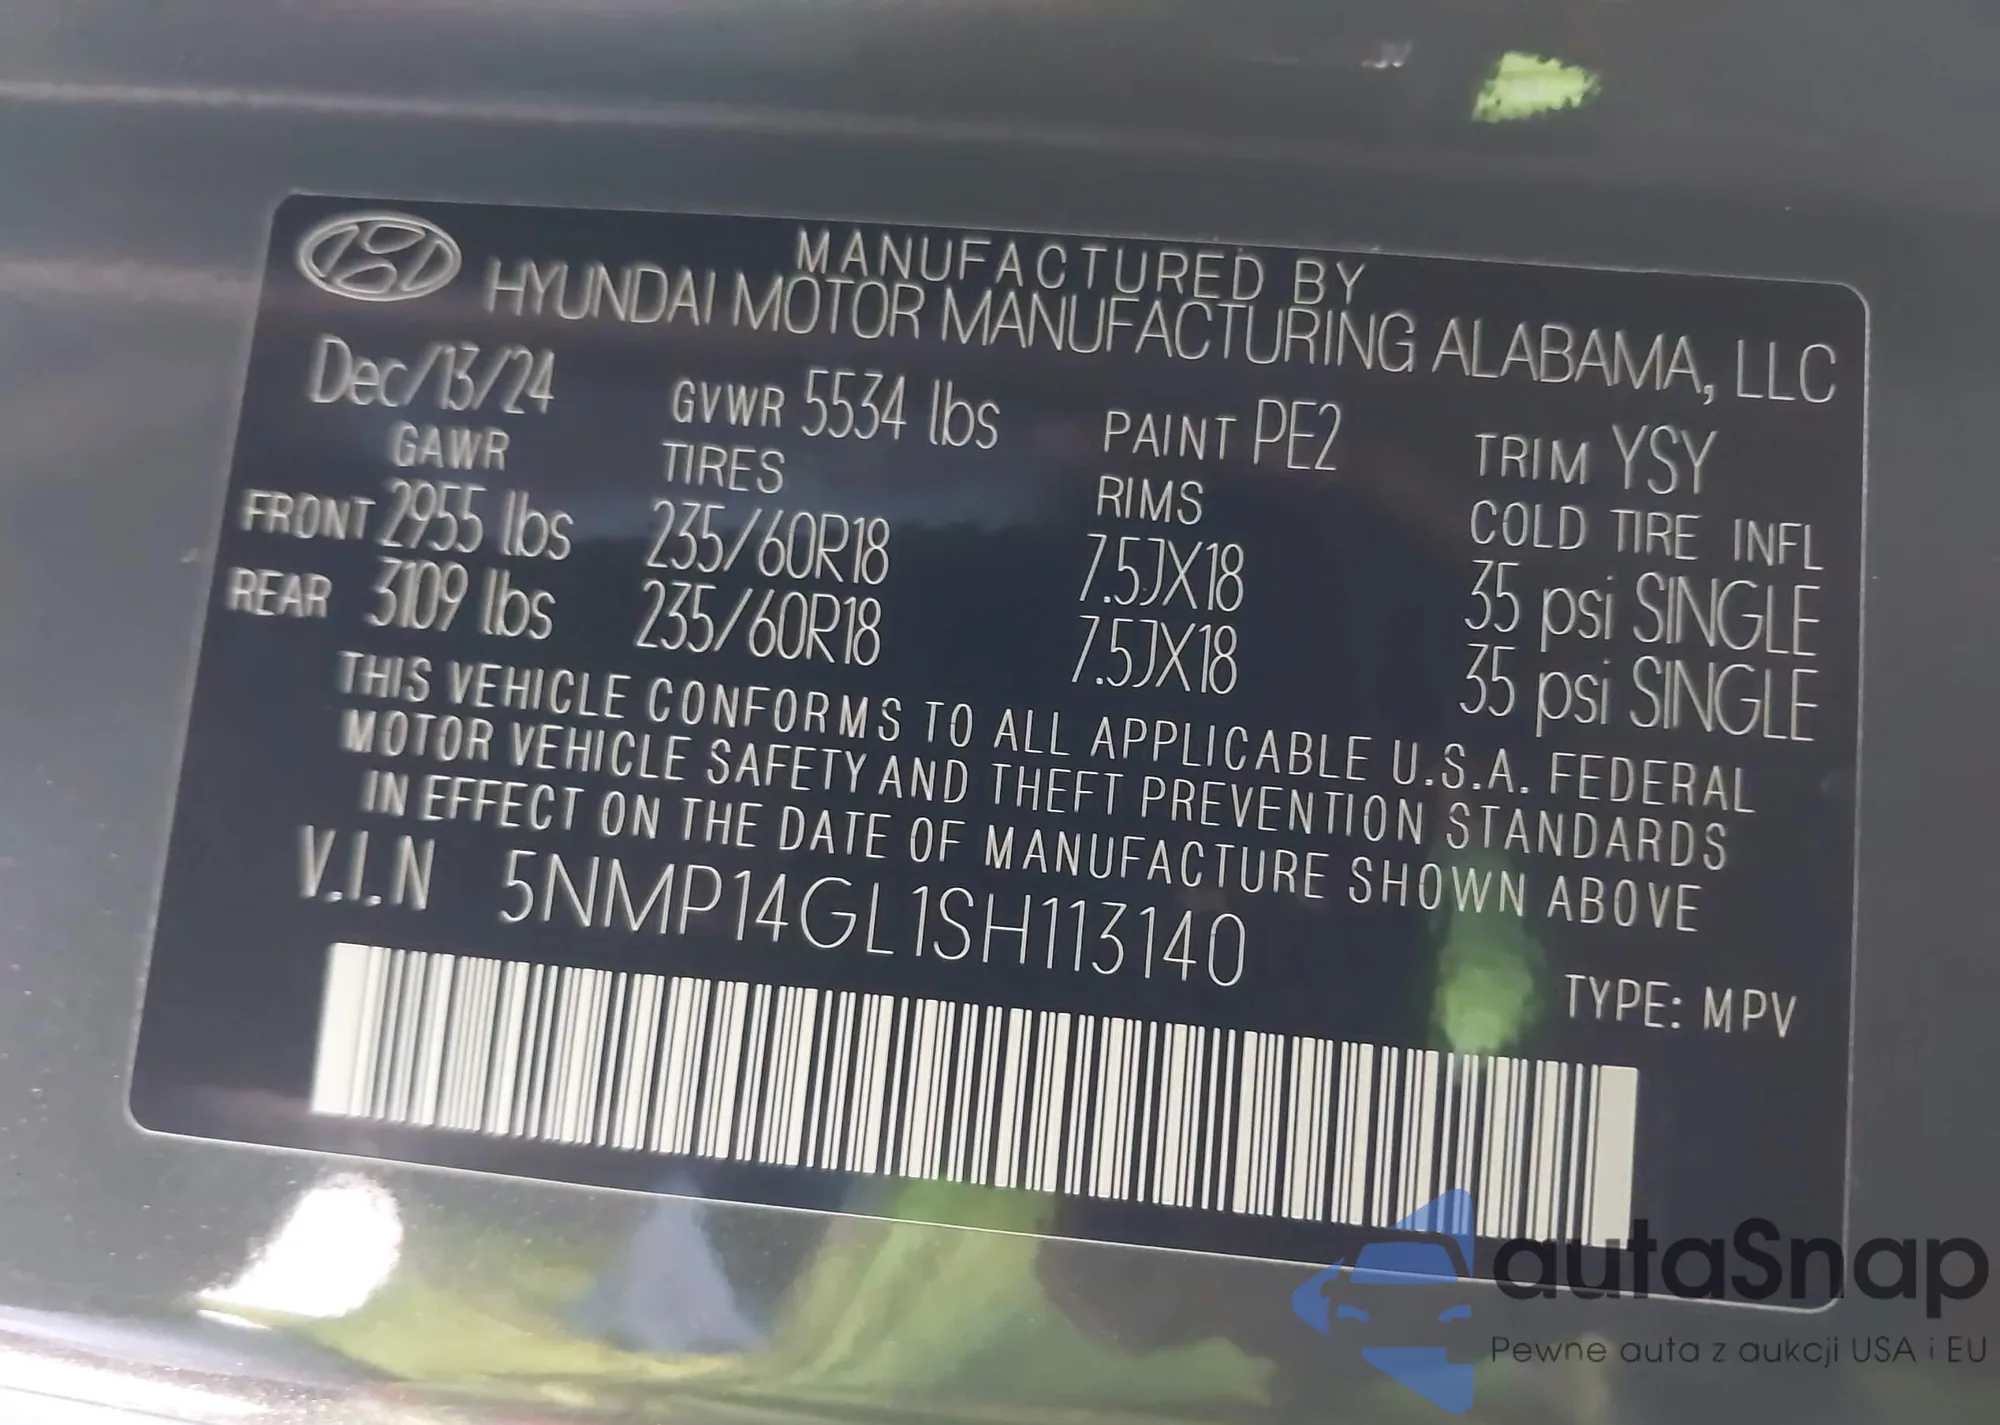 MANUFACTURED BY
HYUNDAI MOTOR MANUFACTURING ALABAMA, LLC
Dec/13/24 GVWR 5534 lbs PAINT PE2 TRIM YSY
GAWR TIRES RIMS COLD TIRE INFL
FRONT 2955 lbs 235/60R18 7.5JX18 35 psi SINGLE
REAR 3109 lbs 235/60R18 7.5JX18 35 psi SINGLE
THIS VEHICLE CONFORMS TO ALL APPLICABLE U.S.A. FEDERAL
MOTOR VEHICLE SAFETY AND THEFT PREVENTION STANDARDS
IN EFFECT ON THE DATE OF MANUFACTURE SHOWN ABOVE
V.I.N 5NMP14GL1SH113140
TYPE: MPV
autaSnap
Pewne auta z aukcji USA i EU